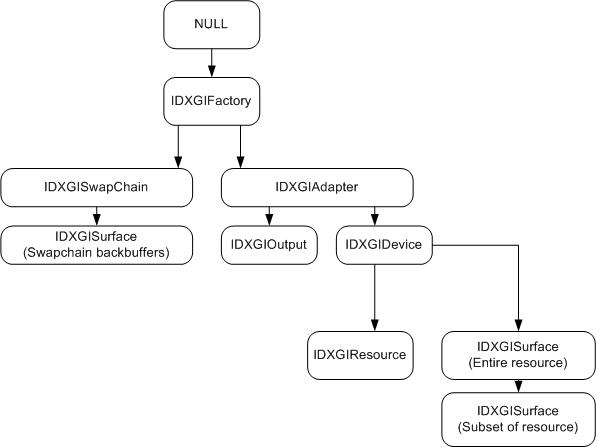 NULL
IDXGIFactory
IDXGISwapChain
IDXGIAdapter
IDXGISurface
(Swapchain backbuffers)
IDXGIOutput
IDXGIDevice
IDXGIResource
IDXGISurface
(Entire resource)
IDXGISurface
(Subset of resource)